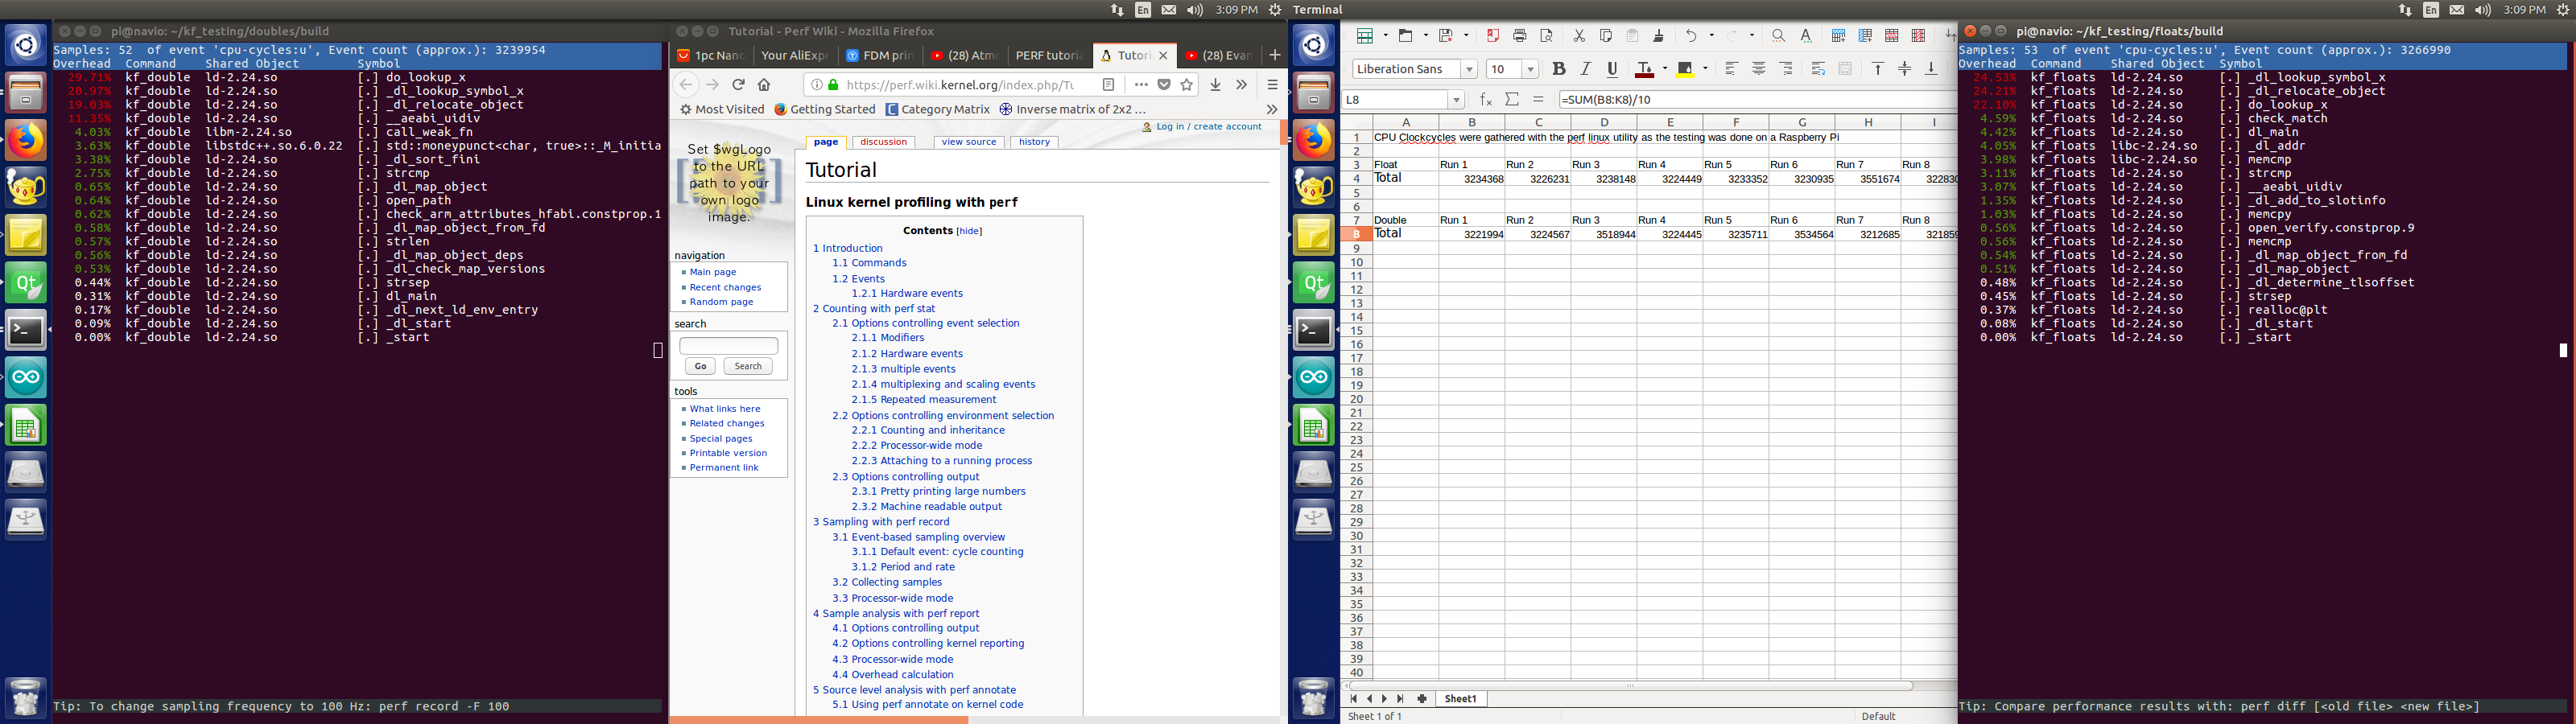 En 3:09 PM
pi@navio: ~/kf_testing/doubles/build
Samples: 52 of event 'cpu-cycles:u', Event count (approx.): 3239954
Overhead Command Shared Object Symbol
29.71% kf_double ld-2.24.so [.] do_lookup_x
20.97% kf_double ld-2.24.so [.] _dl_lookup_symbol_x
19.03% kf_double ld-2.24.so [.] _dl_relocate_object
11.35% kf_double ld-2.24.so [.] __aeabi_uidiv
4.03% kf_double libm-2.24.so [.] call_weak_fn
3.63% kf_double libstdc++.so.6.0.22 [.] std::moneypunct<char, true>::_M_initia
3.38% kf_double ld-2.24.so [.] _dl_sort_fini
2.75% kf_double ld-2.24.so [.] strcmp
0.65% kf_double ld-2.24.so [.] _dl_map_object
0.64% kf_double ld-2.24.so [.] open_path
0.62% kf_double ld-2.24.so [.] check_arm_attributes_hfabi.constprop.1
0.58% kf_double ld-2.24.so [.] _dl_map_object_from_fd
0.57% kf_double ld-2.24.so [.] strlen
0.56% kf_double ld-2.24.so [.] _dl_map_object_deps
0.53% kf_double ld-2.24.so [.] _dl_check_map_versions
0.44% kf_double ld-2.24.so [.] strsep
0.31% kf_double ld-2.24.so [.] dl_main
0.17% kf_double ld-2.24.so [.] _dl_next_ld_env_entry
0.09% kf_double ld-2.24.so [.] _dl_start
0.00% kf_double ld-2.24.so [.] _start
Tip: To change sampling frequency to 100 Hz: perf record -F 100
Tutorial - Perf Wiki - Mozilla Firefox
1pc Nano Your AliExp FDM prin (28) Atmo PERF tutoria Tutori (28) Evan
https://perf.wiki.kernel.org/index.php/Tu
Most Visited Getting Started Category Matrix Inverse matrix of 2x2 ...
Log in / create account
Set $wgLogo
to the URL
path to your
own logo
image.
page discussion view source history
Tutorial
Linux kernel profiling with perf
navigation
Main page
Recent changes
Random page
search
Go Search
tools
What links here
Related changes
Special pages
Printable version
Permanent link
Contents [hide]
1 Introduction
1.1 Commands
1.2 Events
1.2.1 Hardware events
2 Counting with perf stat
2.1 Options controlling event selection
2.1.1 Modifiers
2.1.2 Hardware events
2.1.3 multiple events
2.1.4 multiplexing and scaling events
2.1.5 Repeated measurement
2.2 Options controlling environment selection
2.2.1 Counting and inheritance
2.2.2 Processor-wide mode
2.2.3 Attaching to a running process
2.3 Options controlling output
2.3.1 Pretty printing large numbers
2.3.2 Machine readable output
3 Sampling with perf record
3.1 Event-based sampling overview
3.1.1 Default event: cycle counting
3.1.2 Period and rate
3.2 Collecting samples
3.3 Processor-wide mode
4 Sample analysis with perf report
4.1 Options controlling output
4.2 Options controlling kernel reporting
4.3 Processor-wide mode
4.4 Overhead calculation
5 Source level analysis with perf annotate
5.1 Using perf annotate on kernel code
Terminal En 3:09 PM
Liberation Sans 10
L8 =SUM(B8:K8)/10
A B C D E F G H I
1 CPU Clockcycles were gathered with the perf linux utility as the testing was done on a Raspberry Pi
2
3 Float Run 1 Run 2 Run 3 Run 4 Run 5 Run 6 Run 7 Run 8
4 Total 3234368 3226231 3238148 3224449 3233352 3230935 3551674 322830
5
6
7 Double Run 1 Run 2 Run 3 Run 4 Run 5 Run 6 Run 7 Run 8
8 Total 3221994 3224567 3518944 3224445 3235711 3534564 3212685 321859
9
10
11
12
13
14
15
16
17
18
19
20
21
22
23
24
25
26
27
28
29
30
31
32
33
34
35
36
37
38
39
40
Sheet1
Sheet 1 of 1 Default
pi@navio: ~/kf_testing/floats/build
Samples: 53 of event 'cpu-cycles:u', Event count (approx.): 3266990
Overhead Command Shared Object Symbol
24.53% kf_floats ld-2.24.so [.] _dl_lookup_symbol_x
24.21% kf_floats ld-2.24.so [.] _dl_relocate_object
22.10% kf_floats ld-2.24.so [.] do_lookup_x
4.59% kf_floats ld-2.24.so [.] check_match
4.42% kf_floats ld-2.24.so [.] dl_main
4.05% kf_floats libc-2.24.so [.] _dl_addr
3.98% kf_floats libc-2.24.so [.] memcmp
3.11% kf_floats ld-2.24.so [.] strcmp
3.07% kf_floats ld-2.24.so [.] __aeabi_uidiv
1.35% kf_floats ld-2.24.so [.] _dl_add_to_slotinfo
1.03% kf_floats ld-2.24.so [.] memcpy
0.56% kf_floats ld-2.24.so [.] open_verify.constprop.9
0.56% kf_floats ld-2.24.so [.] memcmp
0.54% kf_floats ld-2.24.so [.] _dl_map_object_from_fd
0.51% kf_floats ld-2.24.so [.] _dl_map_object
0.48% kf_floats ld-2.24.so [.] _dl_determine_tlsoffset
0.45% kf_floats ld-2.24.so [.] strsep
0.37% kf_floats ld-2.24.so [.] realloc@plt
0.08% kf_floats ld-2.24.so [.] _dl_start
0.00% kf_floats ld-2.24.so [.] _start
Tip: Compare performance results with: perf diff [<old file> <new file>]